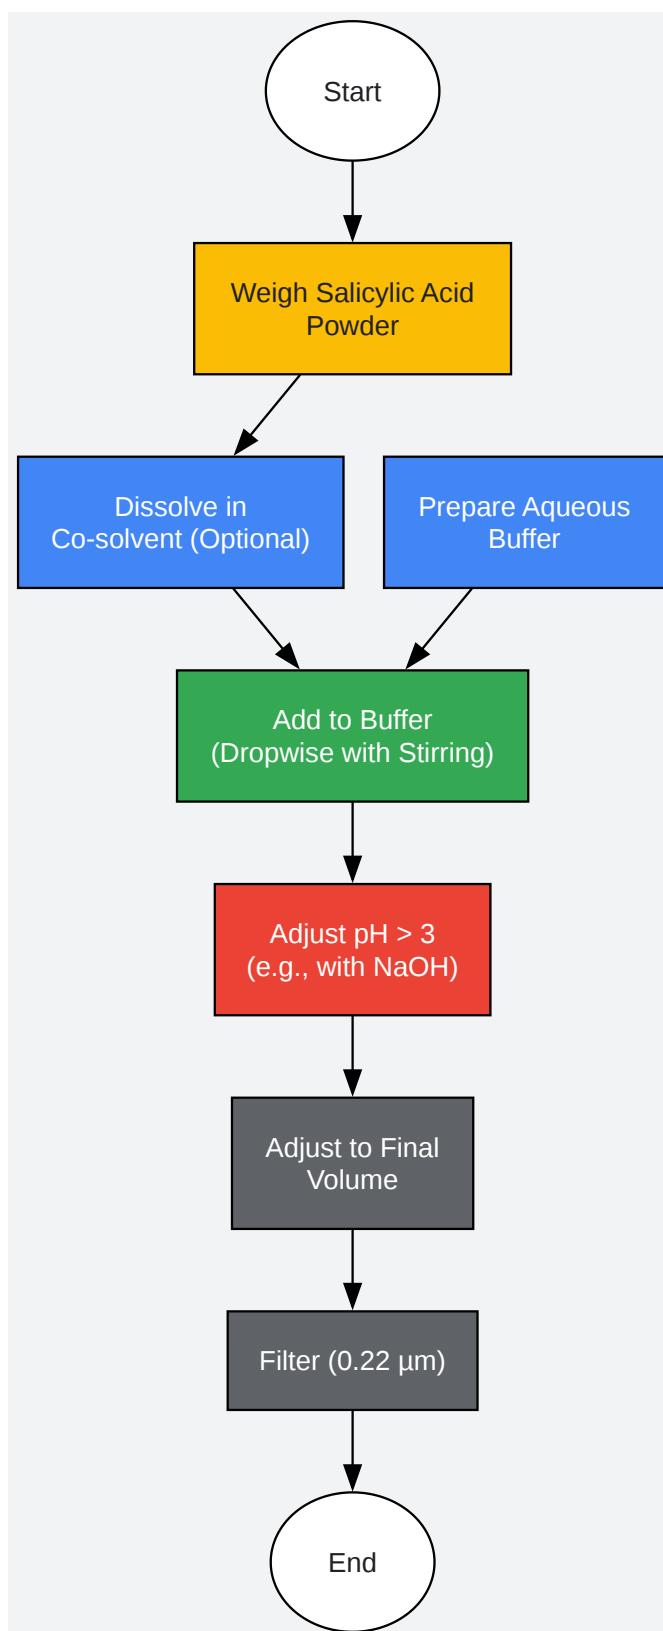 Start
Weigh Salicylic Acid
Powder
Dissolve in
Co-solvent (Optional)
Prepare Aqueous
Buffer
Add to Buffer
(Dropwise with Stirring)
Adjust pH > 3
(e.g., with NaOH)
Adjust to Final
Volume
Filter (0.22 µm)
End